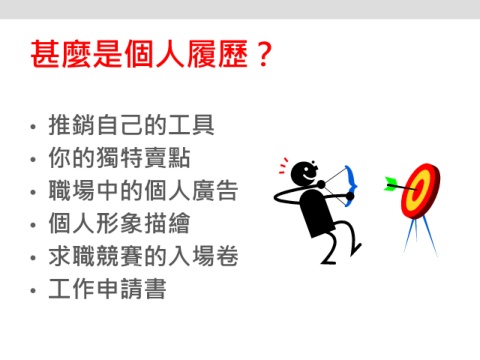 甚麼是個人履歷？
• 推銷自己的工具
• 你的獨特賣點
• 職場中的個人廣告
• 個人形象描繪
• 求職競賽的入場卷
• 工作申請書